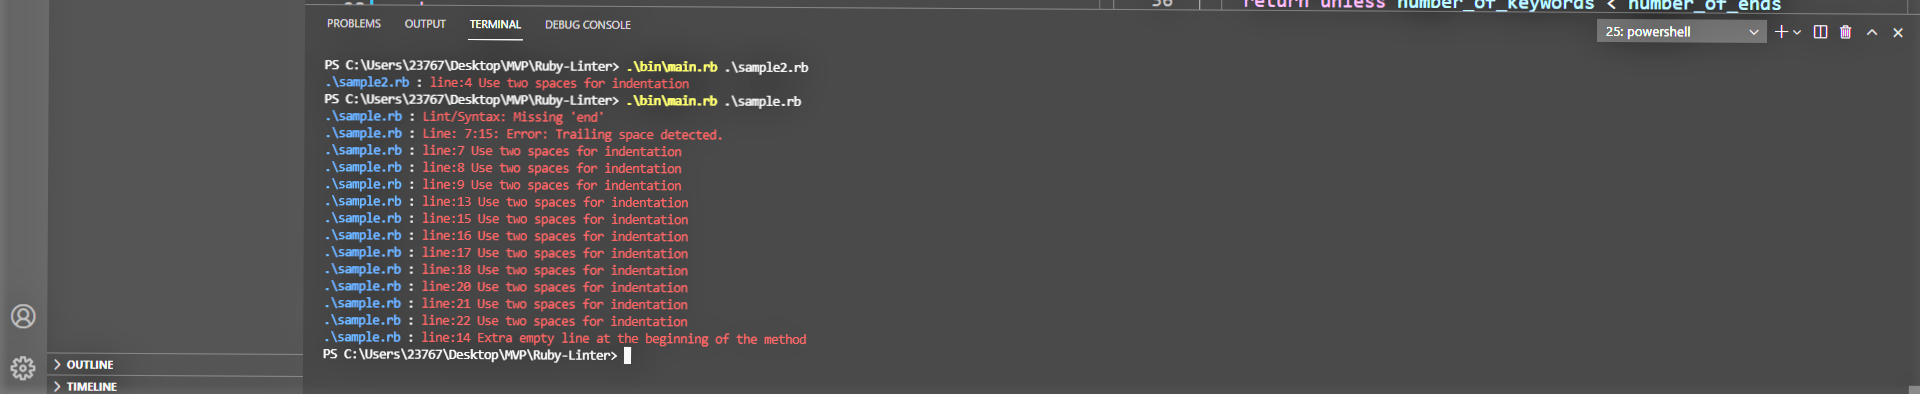 56 return unless number_of_keywords < number_of_ends
PROBLEMS OUTPUT TERMINAL DEBUG CONSOLE
25: powershell
PS C:\Users\23767\Desktop\MVP\Ruby-Linter> .\bin\main.rb .\sample2.rb
.\sample2.rb : line:4 Use two spaces for indentation
PS C:\Users\23767\Desktop\MVP\Ruby-Linter> .\bin\main.rb .\sample.rb
.\sample.rb : Lint/Syntax: Missing 'end'
.\sample.rb : Line: 7:15: Error: Trailing space detected.
.\sample.rb : line:7 Use two spaces for indentation
.\sample.rb : line:8 Use two spaces for indentation
.\sample.rb : line:9 Use two spaces for indentation
.\sample.rb : line:13 Use two spaces for indentation
.\sample.rb : line:15 Use two spaces for indentation
.\sample.rb : line:16 Use two spaces for indentation
.\sample.rb : line:17 Use two spaces for indentation
.\sample.rb : line:18 Use two spaces for indentation
.\sample.rb : line:20 Use two spaces for indentation
.\sample.rb : line:21 Use two spaces for indentation
.\sample.rb : line:22 Use two spaces for indentation
.\sample.rb : line:14 Extra empty line at the beginning of the method
PS C:\Users\23767\Desktop\MVP\Ruby-Linter>
OUTLINE
TIMELINE